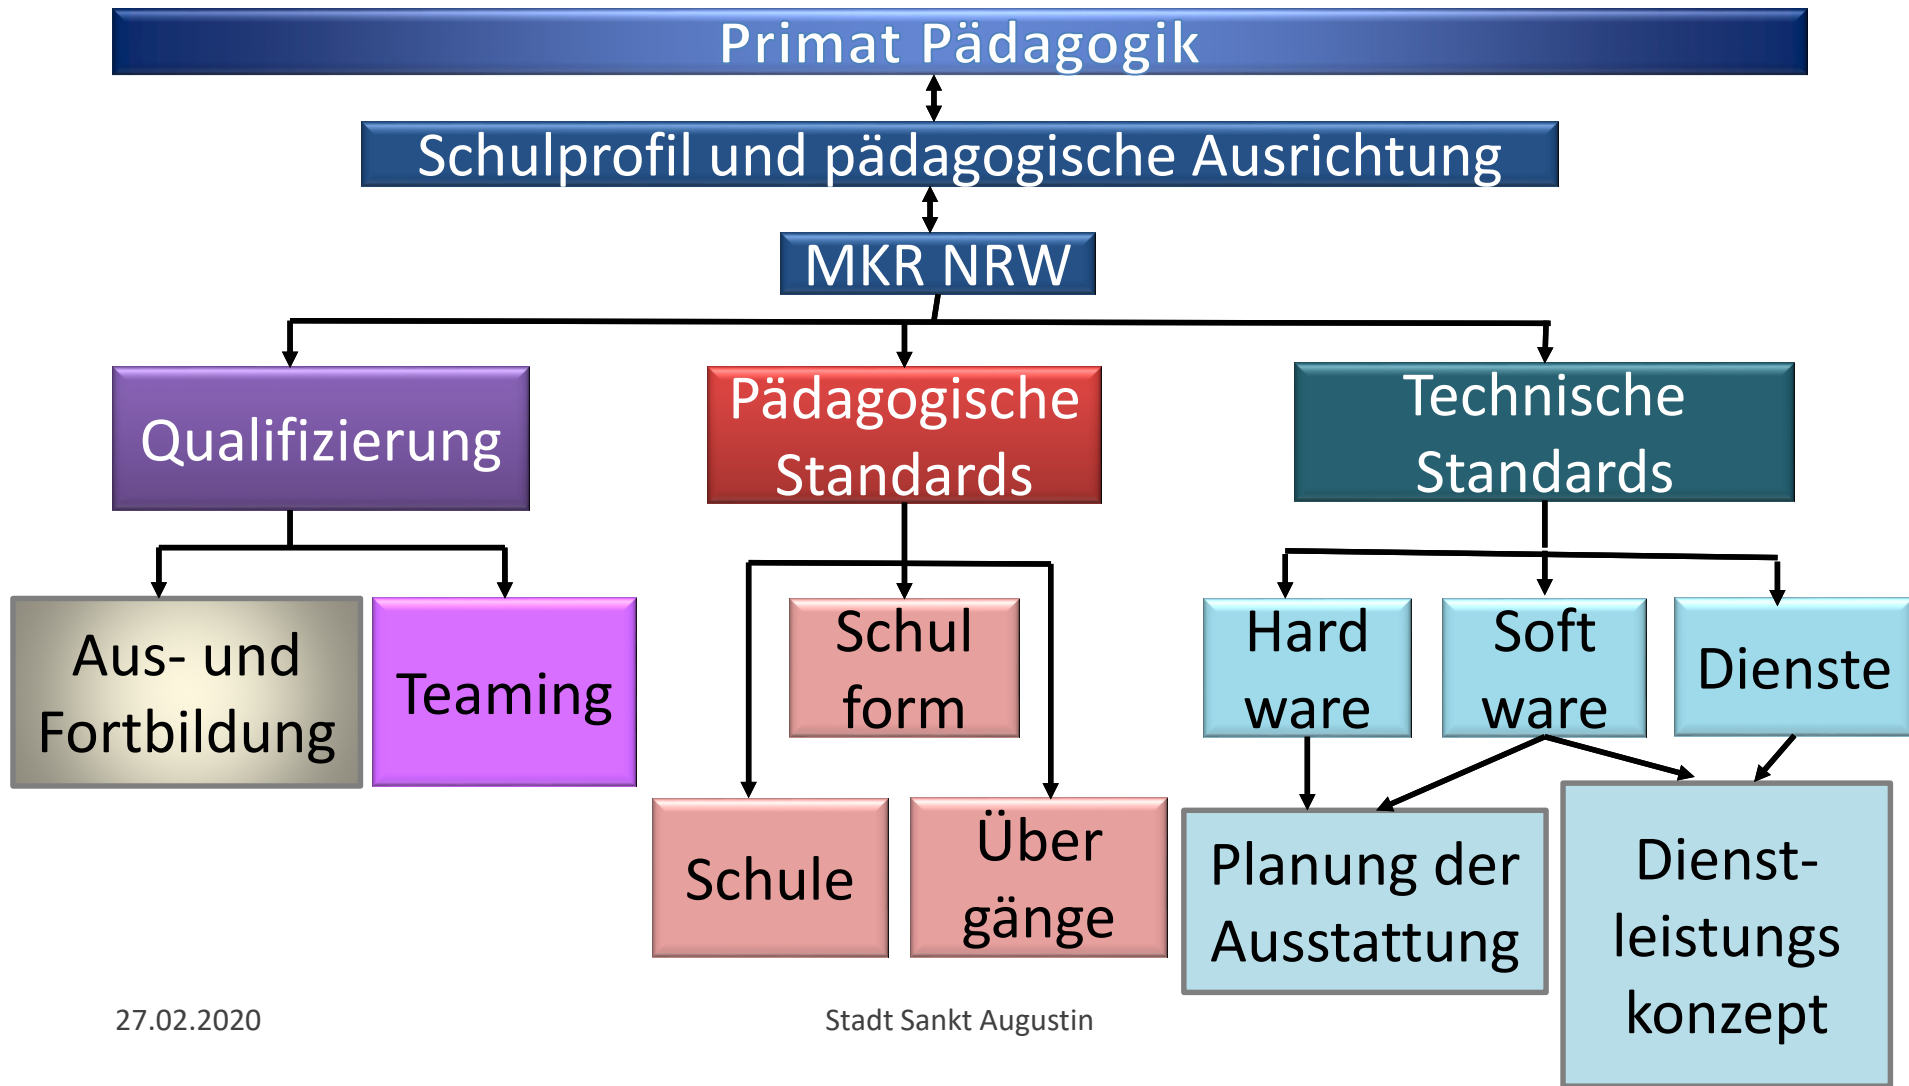 Primat Pädagogik
Schulprofil und pädagogische Ausrichtung
MKR NRW
Qualifizierung
Pädagogische
Standards
Technische
Standards
Aus- und
Fortbildung
Teaming
Schul
form
Hard
ware
Soft
ware
Dienste
Schule
Über
gänge
Planung der
Ausstattung
Dienst-
leistungs
konzept
27.02.2020
Stadt Sankt Augustin